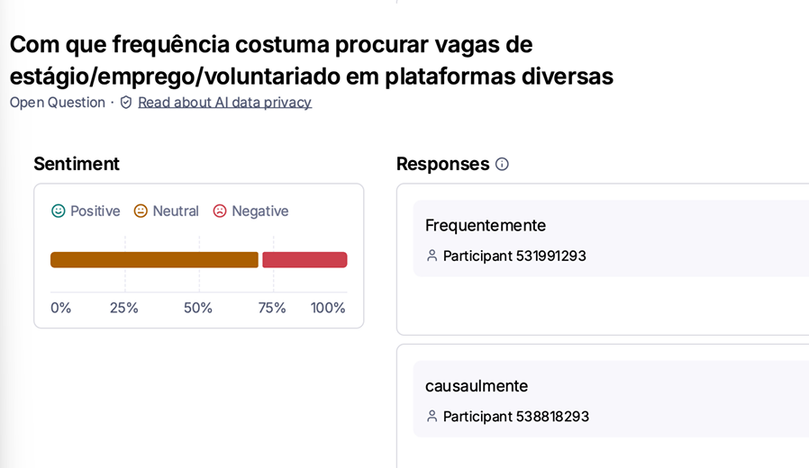 Com que frequência costuma procurar vagas de
estágio/emprego/voluntariado em plataformas diversas
Open Question · Read about AI data privacy
Sentiment
Positive Neutral Negative
0% 25% 50% 75% 100%
Responses
Frequentemente
Participant 531991293
causaulmente
Participant 538818293